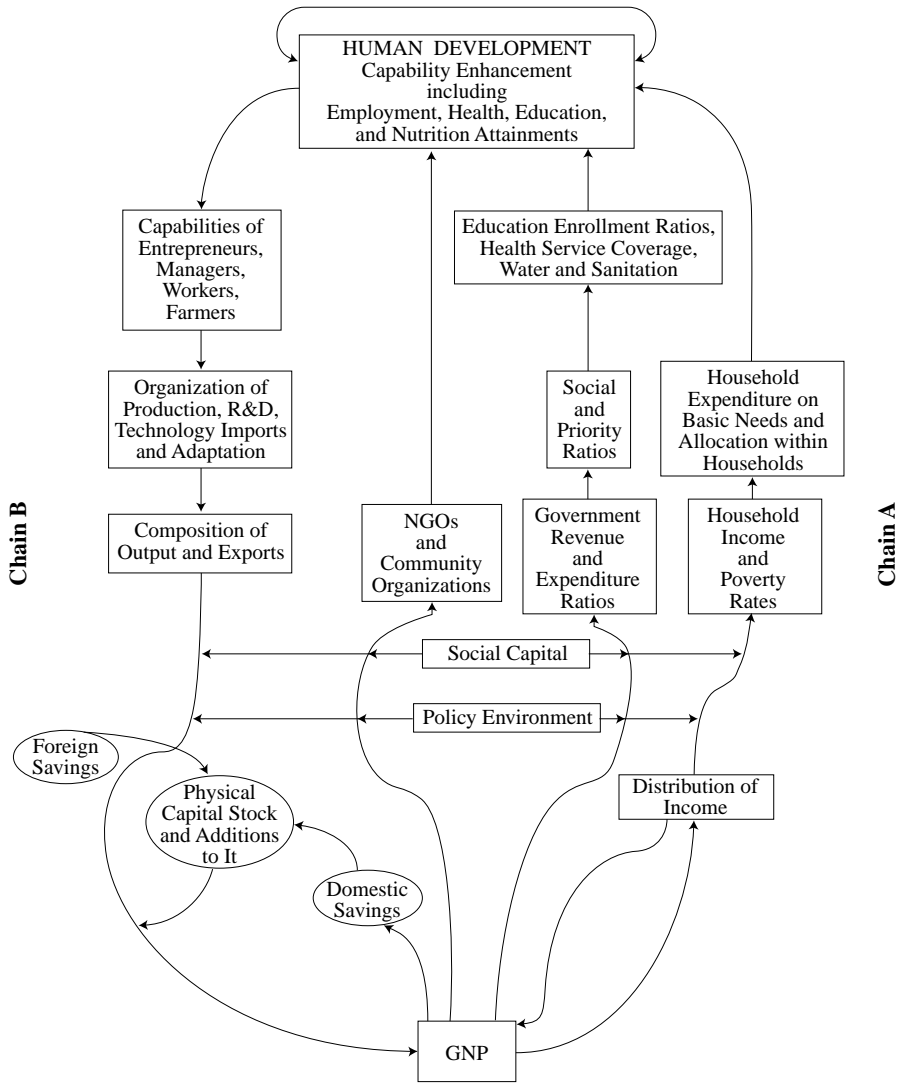 HUMAN DEVELOPMENT
Capability Enhancement
including
Employment, Health, Education,
and Nutrition Attainments
Capabilities of
Entrepreneurs,
Managers,
Workers,
Farmers
Education Enrollment Ratios,
Health Service Coverage,
Water and Sanitation
Organization of
Production, R&D,
Technology Imports
and Adaptation
Social
and
Priority
Ratios
Household
Expenditure on
Basic Needs and
Allocation within
Households
Chain B
Composition of
Output and Exports
NGOs
and
Community
Organizations
Government
Revenue
and
Expenditure
Ratios
Household
Income
and
Poverty
Rates
Chain A
Social Capital
Policy Environment
Foreign
Savings
Physical
Capital Stock
and Additions
to It
Distribution of
Income
Domestic
Savings
GNP